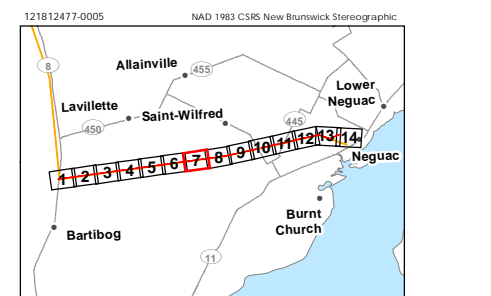 121812477-0005
NAD 1983 CSRS New Brunswick Stereographic
8
Allainville
455
Lower
Neguac
Lavillette
450
Saint-Wilfred
445
1 2 3 4 5 6 7 8 9 10 11 12 13 14
Neguac
Burnt
Church
Bartibog
11